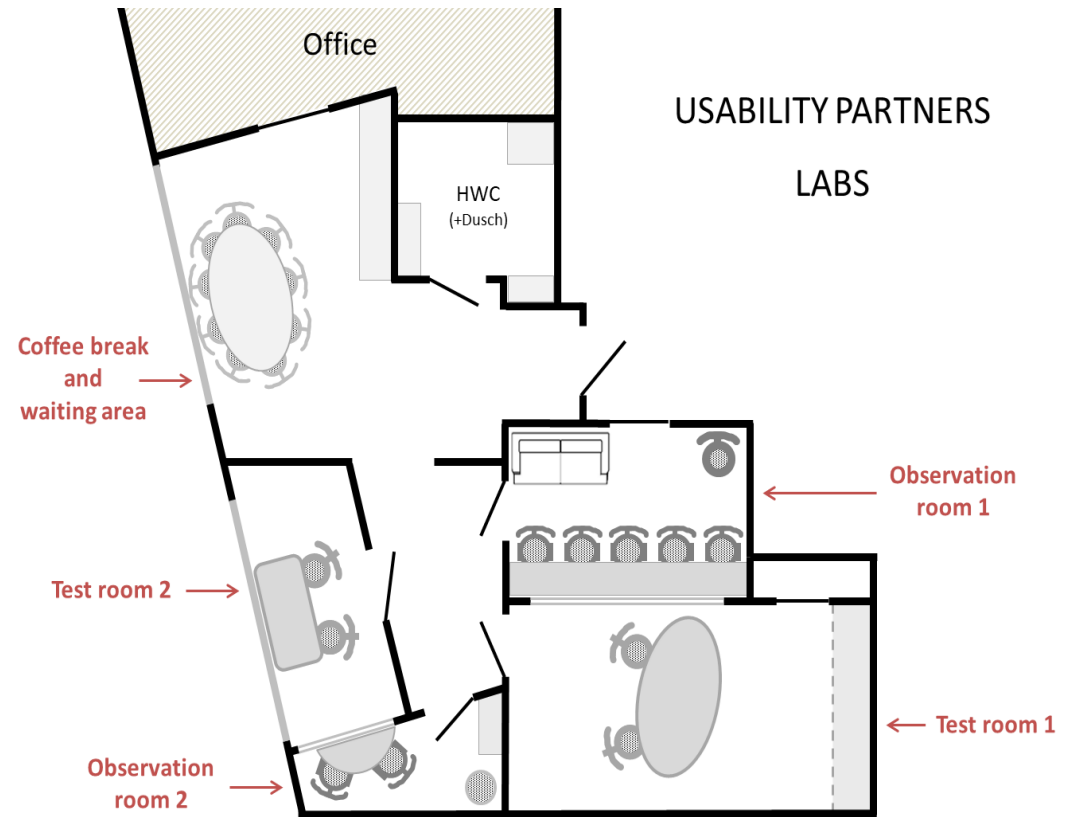 Office
USABILITY PARTNERS
LABS
HWC
(+Dusch)
Coffee break
and
waiting area
Observation
room 1
Test room 2
Test room 1
Observation
room 2